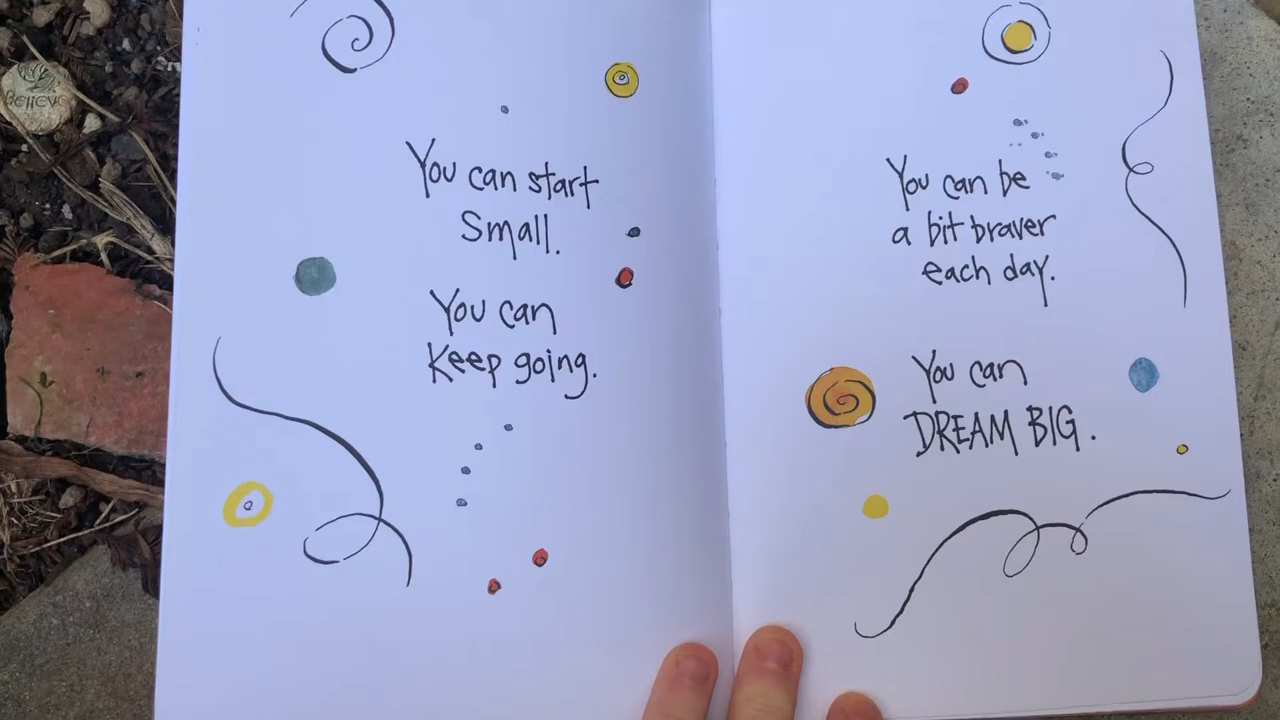 Believe
You can start
Small.
You can
Keep going.
You can be
a bit braver
each day.
You can
DREAM BIG.